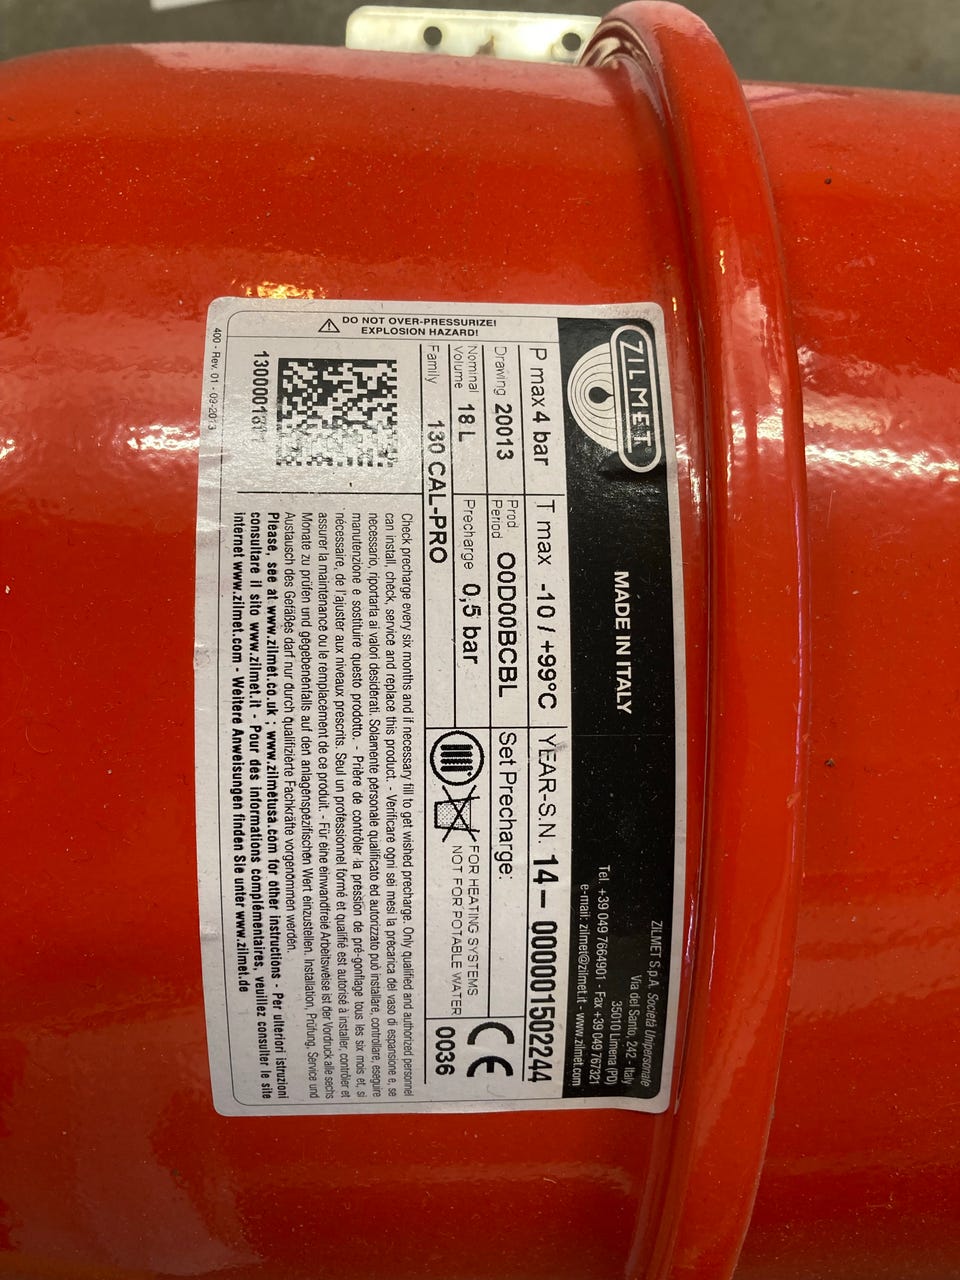 ZILMET
MADE IN ITALY
ZILMET S.p.A. Società Unipersonale
Via del Santo, 242 - Italy
35010 Limena (PD)
Tel. +39 049 7664901 - Fax +39 049 767321
e-mail: zilmet@zilmet.it - www.zilmet.com
P max 4 bar T max -10 / +99°C YEAR-S.N. 14- 000001502244
Drawing 20013 Prod. Period O0D00BCBL Set Precharge:
Nominal Volume 18 L Precharge 0,5 bar FOR HEATING SYSTEMS
NOT FOR POTABLE WATER
Family 130 CAL-PRO
CE 0036
DO NOT OVER-PRESSURIZE!
EXPLOSION HAZARD!
Check precharge every six months and if necessary fill to get wished precharge. Only qualified and authorized personnel
can install, check, service and replace this product. - Verificare ogni sei mesi la precarica del vaso di espansione e, se
necessario, riportarla ai valori desiderati. Solamente personale qualificato ed autorizzato può installare, controllare, eseguire
manutenzione e sostituire questo prodotto. - Prière de contrôler la préssion de pré-gonflage tous les six mois et, si
nécessaire, de l'ajuster aux niveaux prescrits. Seul un professionnel formé et qualifié est autorisé à installer, contrôler et
assurer la maintenance ou le remplacement de ce produit. - Für eine einwandfreie Arbeitsweise ist der Vordruck alle sechs
Monate zu prüfen und gegebenenfalls auf den anlagenspezifischen Wert einzustellen. Installation, Prüfung, Service und
Austausch des Gefäßes darf nur durch qualifizierte Fachkräfte vorgenommen werden.
Please, see at www.zilmet.co.uk ; www.zilmetusa.com for other instructions - Per ulteriori istruzioni
consultare il sito www.zilmet.it - Pour des informations complémentaires, veuillez consulter le site
internet www.zilmet.com - Weitere Anweisungen finden Sie unter www.zilmet.de
400 - Rev. 01 - 09-2013